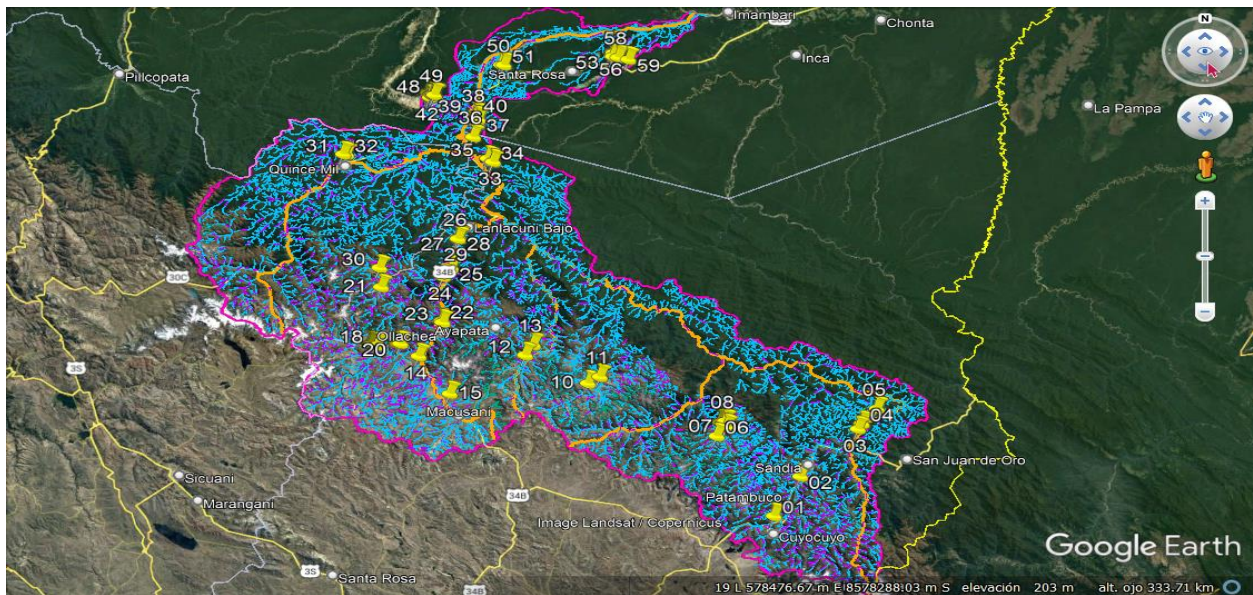 Imambari
N
Chonta
50
58
51
Inca
Santa Rosa
53
56
59
Pillcopata
49
48
38
39
40
42
36
37
La Pampa
31
32
35
34
33
Quince Mil
26
Lanlacuni Bajo
27
28
29
30
34B
25
30C
21
24
23
22
13
18
Ollachea
Ayapata
12
20
11
3S
14
10
15
05
Macusani
08
04
07
06
03
San Juan de Oro
Sandia
Sicuani
02
34B
Patambuco
Marangani
01
Image Landsat / Copernicus
Cuyocuyo
Google Earth
3S
Santa Rosa
34B
19 L 578476.67 m E 8578288.03 m S elevación 203 m alt. ojo 333.71 km